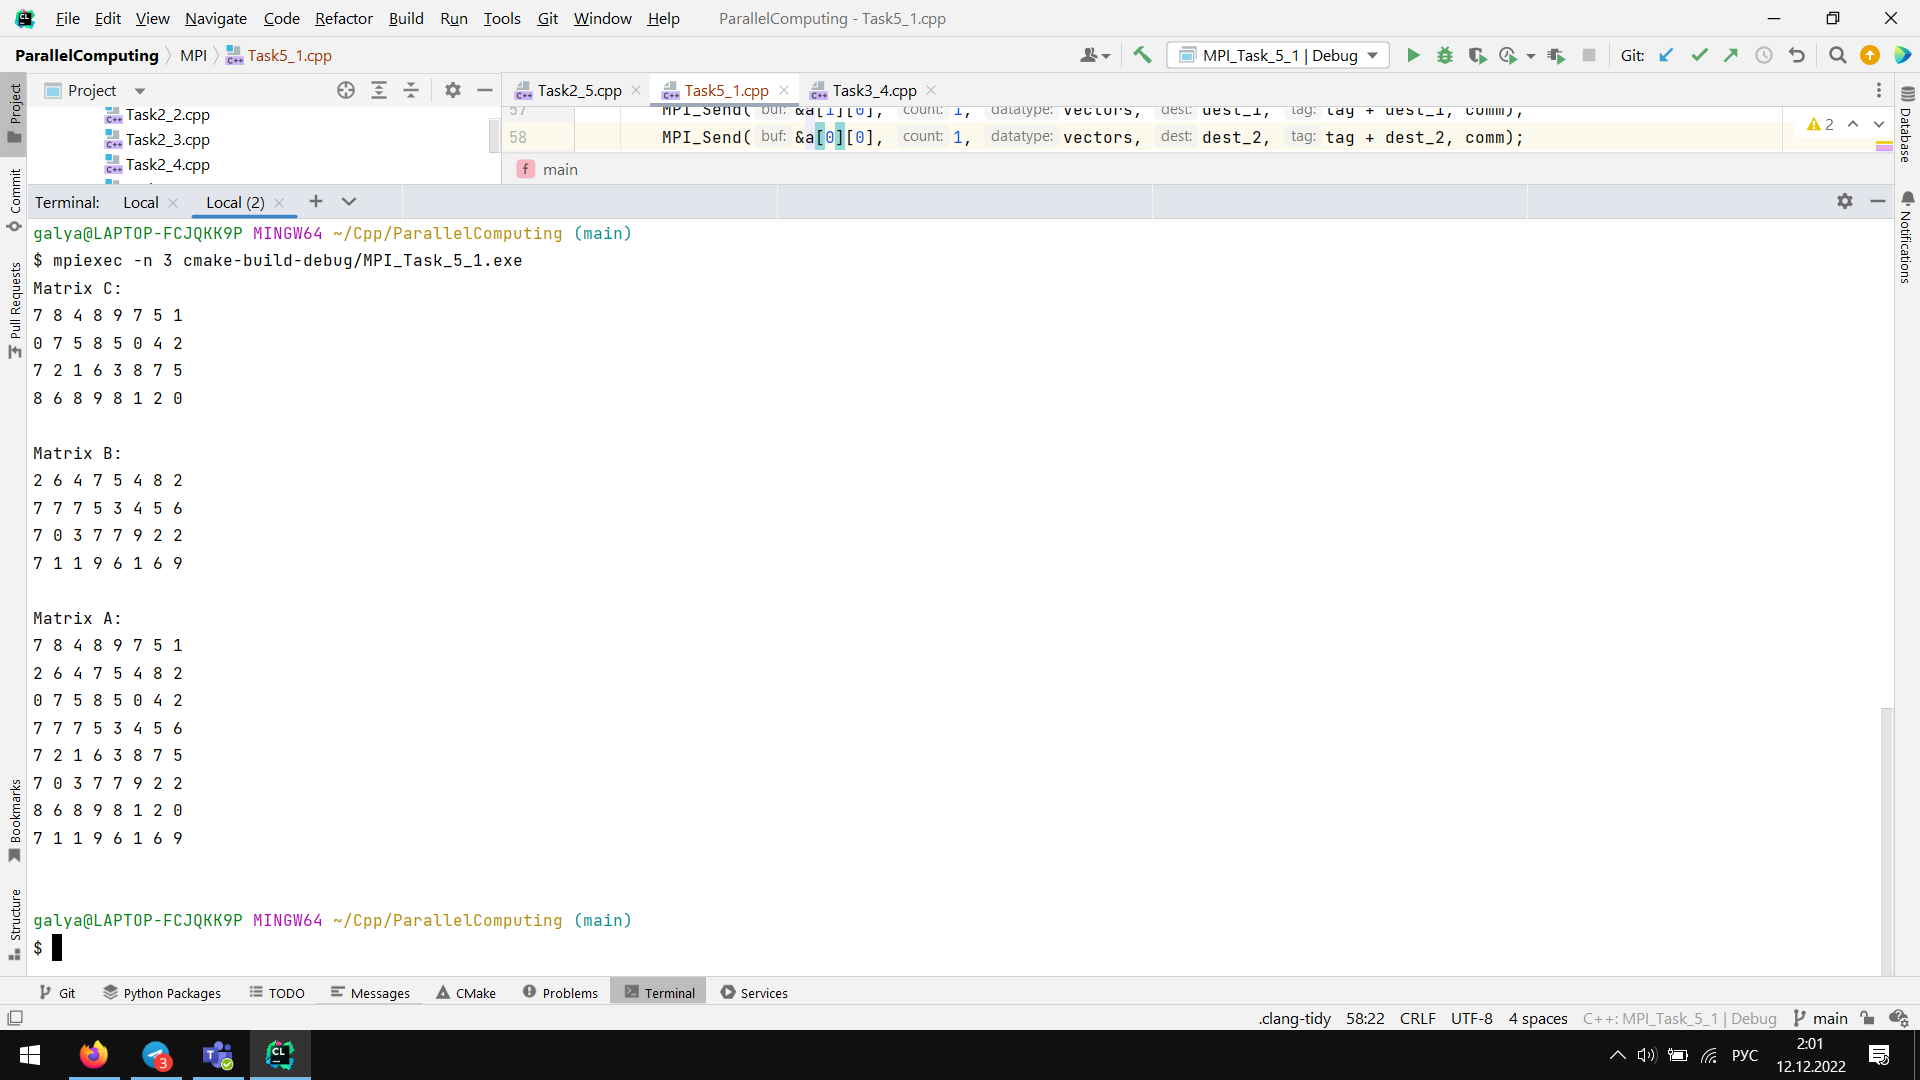 File Edit View Navigate Code Refactor Build Run Tools Git Window Help ParallelComputing - Task5_1.cpp
ParallelComputing MPI Task5_1.cpp MPI_Task_5_1 | Debug Git:
Project Task2_5.cpp Task5_1.cpp Task3_4.cpp
Task2_2.cpp
Task2_3.cpp
Task2_4.cpp
57 MPI_Send( buf: &a[1][0], count: 1, datatype: vectors, dest: dest_1, tag: tag + dest_1, comm);
58 MPI_Send( buf: &a[0][0], count: 1, datatype: vectors, dest: dest_2, tag: tag + dest_2, comm);
2
f main
Terminal: Local Local (2)
galya@LAPTOP-FCJQKK9P MINGW64 ~/Cpp/ParallelComputing (main)
$ mpiexec -n 3 cmake-build-debug/MPI_Task_5_1.exe
Matrix C:
7 8 4 8 9 7 5 1
0 7 5 8 5 0 4 2
7 2 1 6 3 8 7 5
8 6 8 9 8 1 2 0
Matrix B:
2 6 4 7 5 4 8 2
7 7 7 5 3 4 5 6
7 0 3 7 7 9 2 2
7 1 1 9 6 1 6 9
Matrix A:
7 8 4 8 9 7 5 1
2 6 4 7 5 4 8 2
0 7 5 8 5 0 4 2
7 7 7 5 3 4 5 6
7 2 1 6 3 8 7 5
7 0 3 7 7 9 2 2
8 6 8 9 8 1 2 0
7 1 1 9 6 1 6 9
galya@LAPTOP-FCJQKK9P MINGW64 ~/Cpp/ParallelComputing (main)
$
Project
Commit
Pull Requests
Bookmarks
Structure
Database
Notifications
Git Python Packages TODO Messages CMake Problems Terminal Services
.clang-tidy 58:22 CRLF UTF-8 4 spaces C++: MPI_Task_5_1 | Debug main
3 РУС 2:01
12.12.2022